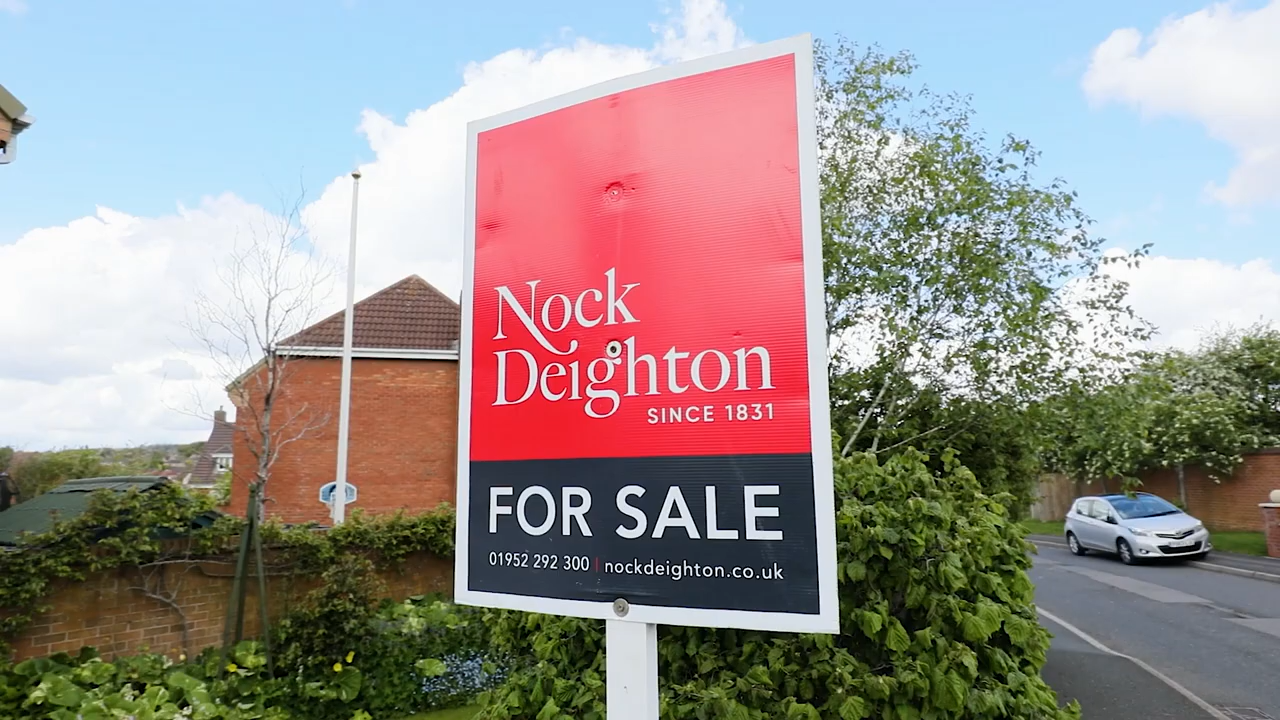 Nock
Deighton
SINCE 1831
FOR SALE
01952 292 300 | nockdeighton.co.uk